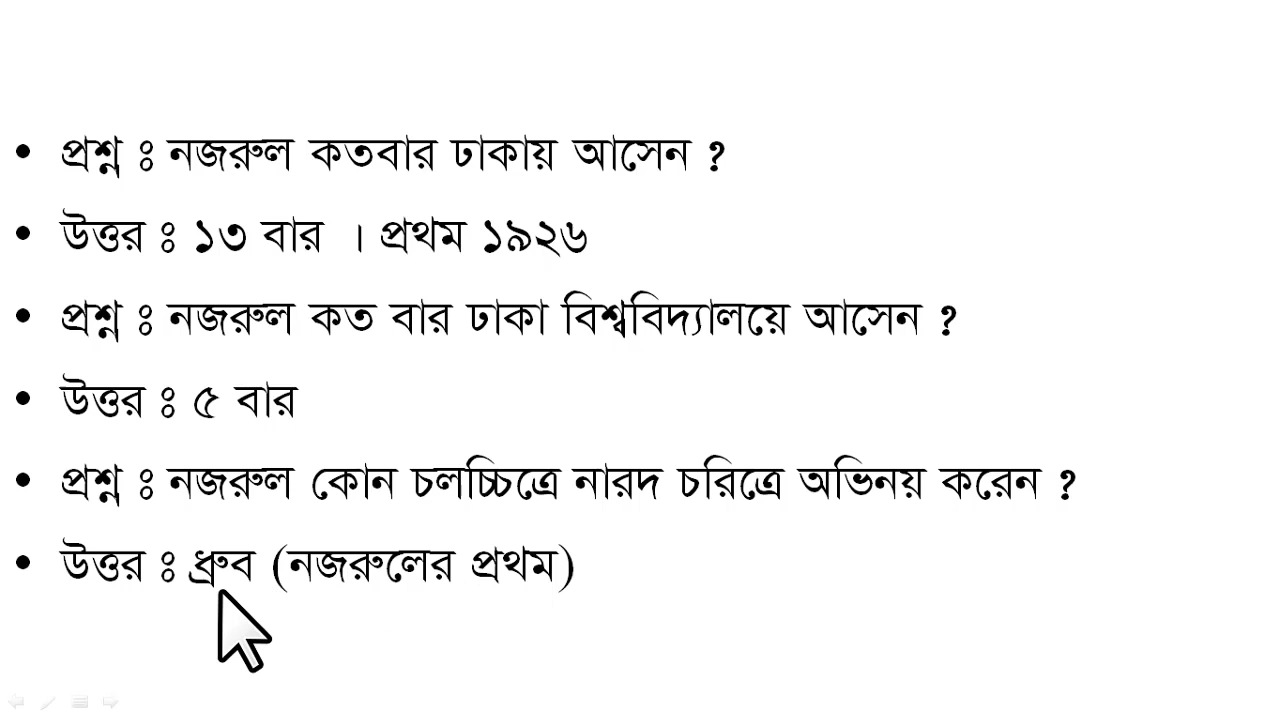 • প্রশ্ন ঃ নজরুল কতবার ঢাকায় আসেন ?
• উত্তর ঃ ১৩ বার । প্রথম ১৯২৬
• প্রশ্ন ঃ নজরুল কত বার ঢাকা বিশ্ববিদ্যালয়ে আসেন ?
• উত্তর ঃ ৫ বার
• প্রশ্ন ঃ নজরুল কোন চলচ্চিত্রে নারদ চরিত্রে অভিনয় করেন ?
• উত্তর ঃ ধ্রুব (নজরুলের প্রথম)